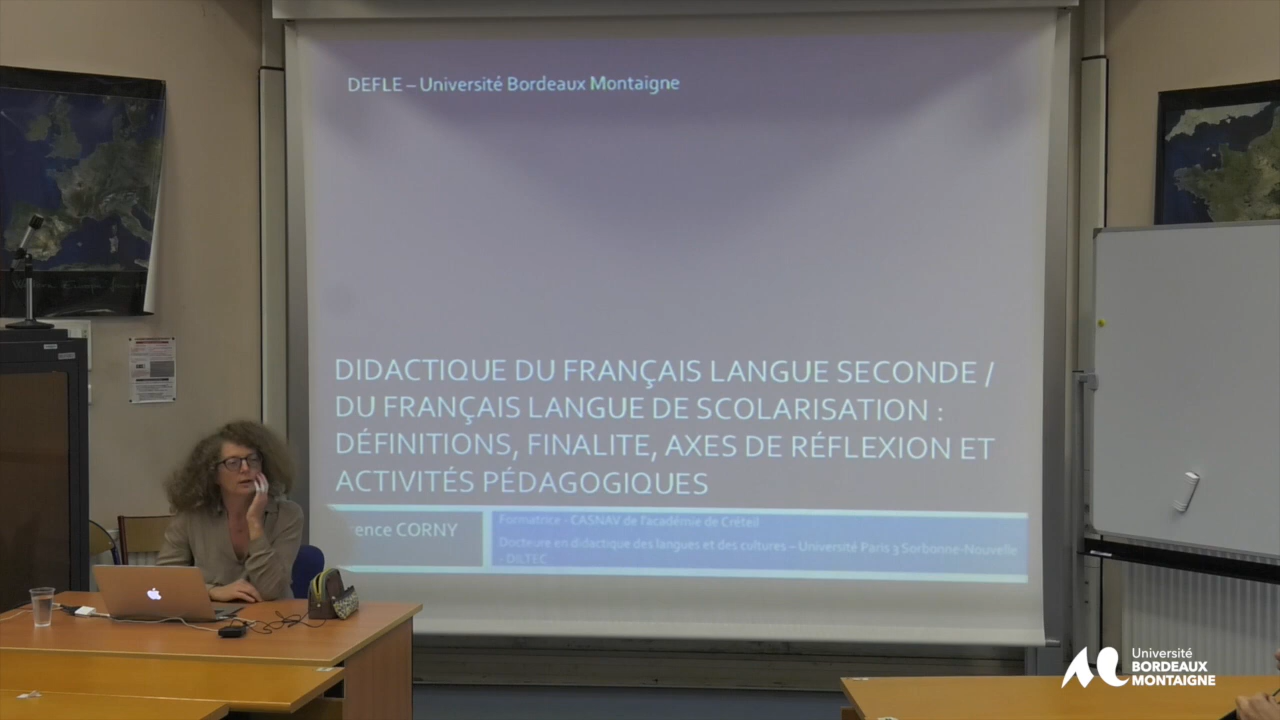 DEFLE – Université Bordeaux Montaigne
DIDACTIQUE DU FRANÇAIS LANGUE SECONDE /
DU FRANÇAIS LANGUE DE SCOLARISATION :
DÉFINITIONS, FINALITE, AXES DE RÉFLEXION ET
ACTIVITÉS PÉDAGOGIQUES
rence CORNY
Formatrice - CASNAV de l'académie de Créteil
Docteure en didactique des langues et des cultures – Université Paris 3 Sorbonne-Nouvelle
- DILTEC
Université
BORDEAUX
MONTAIGNE